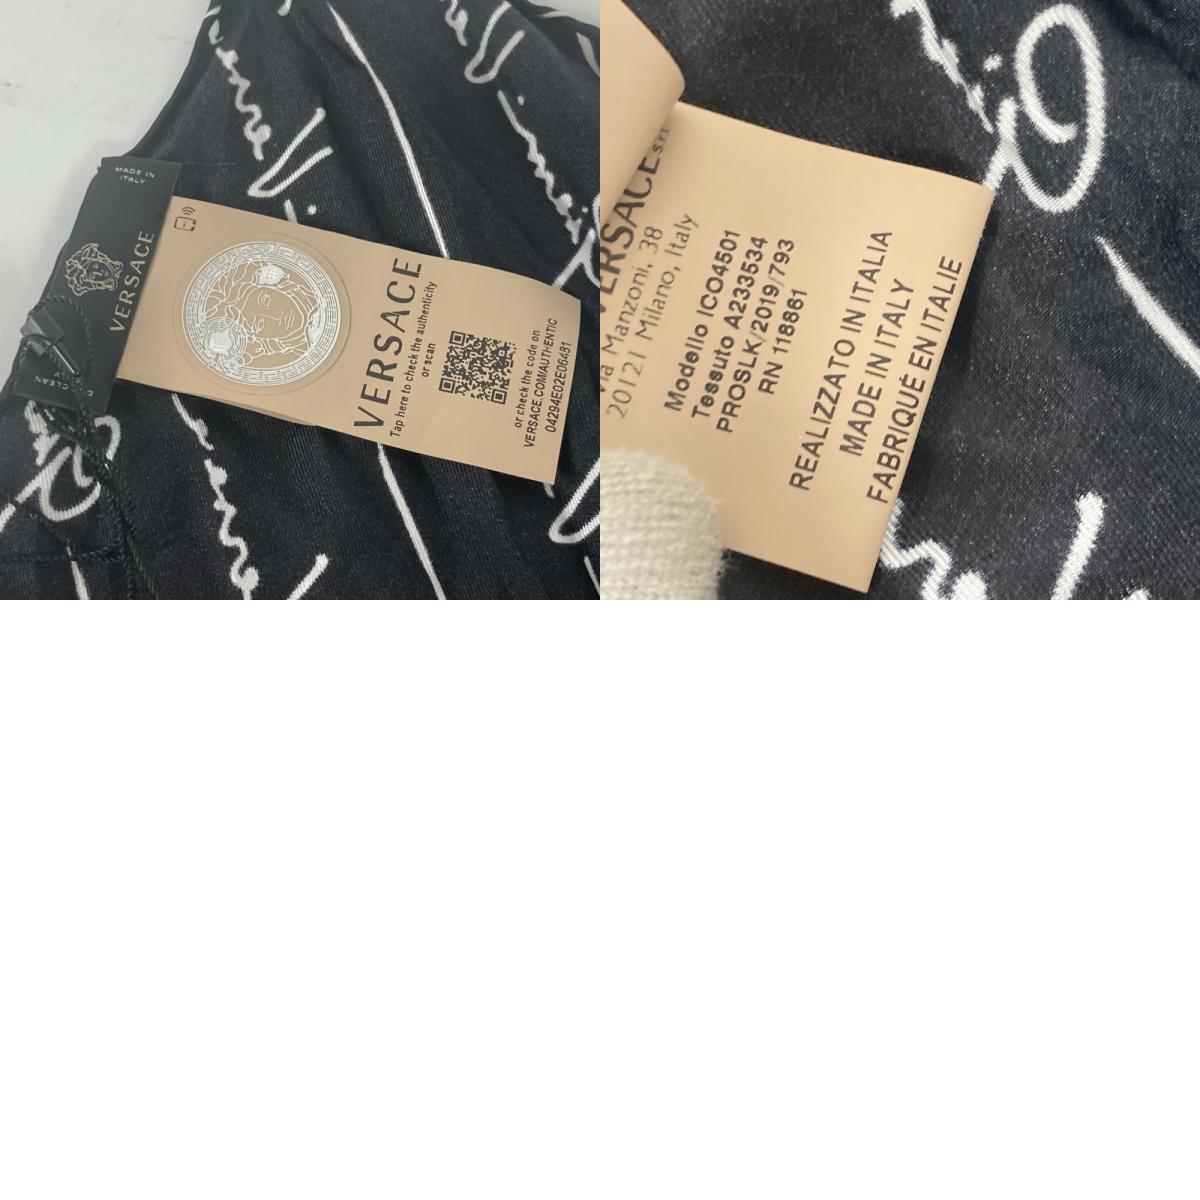 MADE IN
ITALY
VERSACE
CLEAN
VERSACE
Tap here to check the authenticity
or scan
or check the code on
VERSACE.COM/AUTHENTIC
04294E02E06481
VERSACE srl
Via Manzoni, 38
20121 Milano, Italy
Modello ICO4501
Tessuto A233534
PROSLK/2019/793
RN 118861
REALIZZATO IN ITALIA
MADE IN ITALY
FABRIQUÉ EN ITALIE